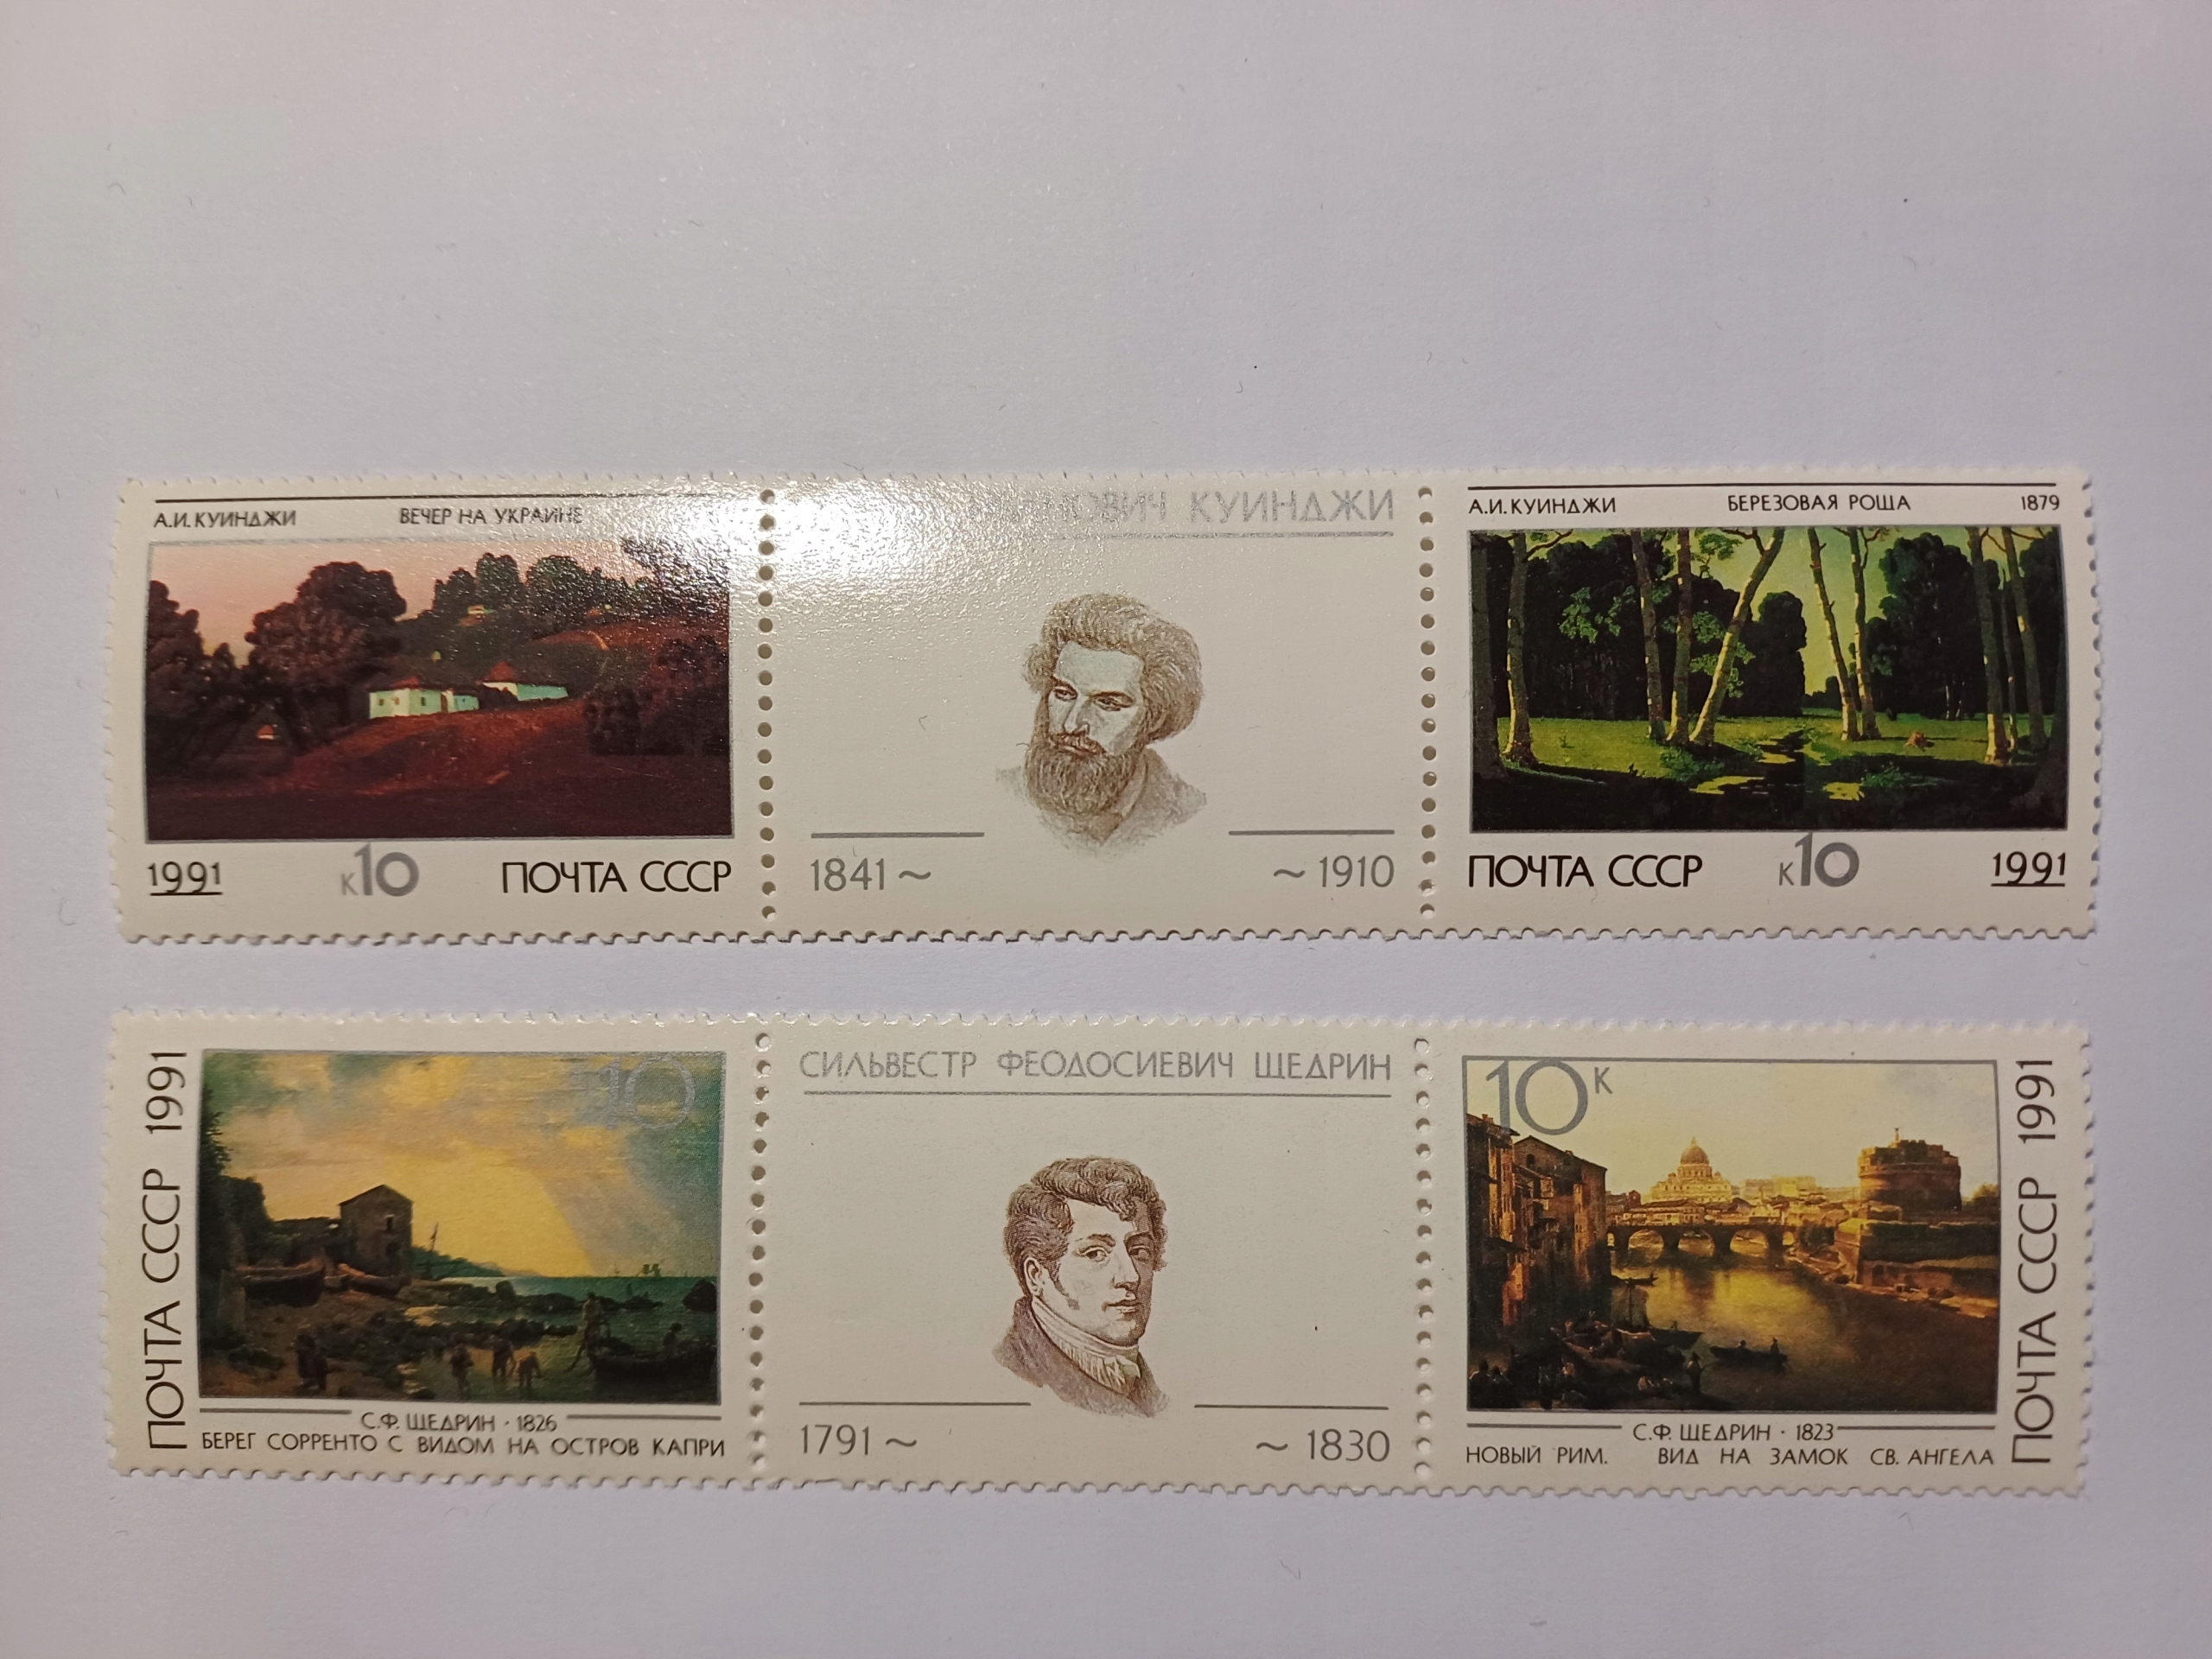 А.И.КУИНДЖИ ВЕЧЕР НА УКРАИНЕ
1991 к10 ПОЧТА СССР
КУИНДЖИ
1841~ ~1910
А.И.КУИНДЖИ БЕРЕЗОВАЯ РОЩА 1879
ПОЧТА СССР к10 1991
ПОЧТА СССР 1991
10
С.Ф. ЩЕДРИН · 1826
БЕРЕГ СОРРЕНТО С ВИДОМ НА ОСТРОВ КАПРИ
СИЛЬВЕСТР ФЕОДОСИЕВИЧ ЩЕДРИН
1791~ ~1830
10к
С.Ф. ЩЕДРИН · 1823
НОВЫЙ РИМ. ВИД НА ЗАМОК СВ. АНГЕЛА
ПОЧТА СССР 1991